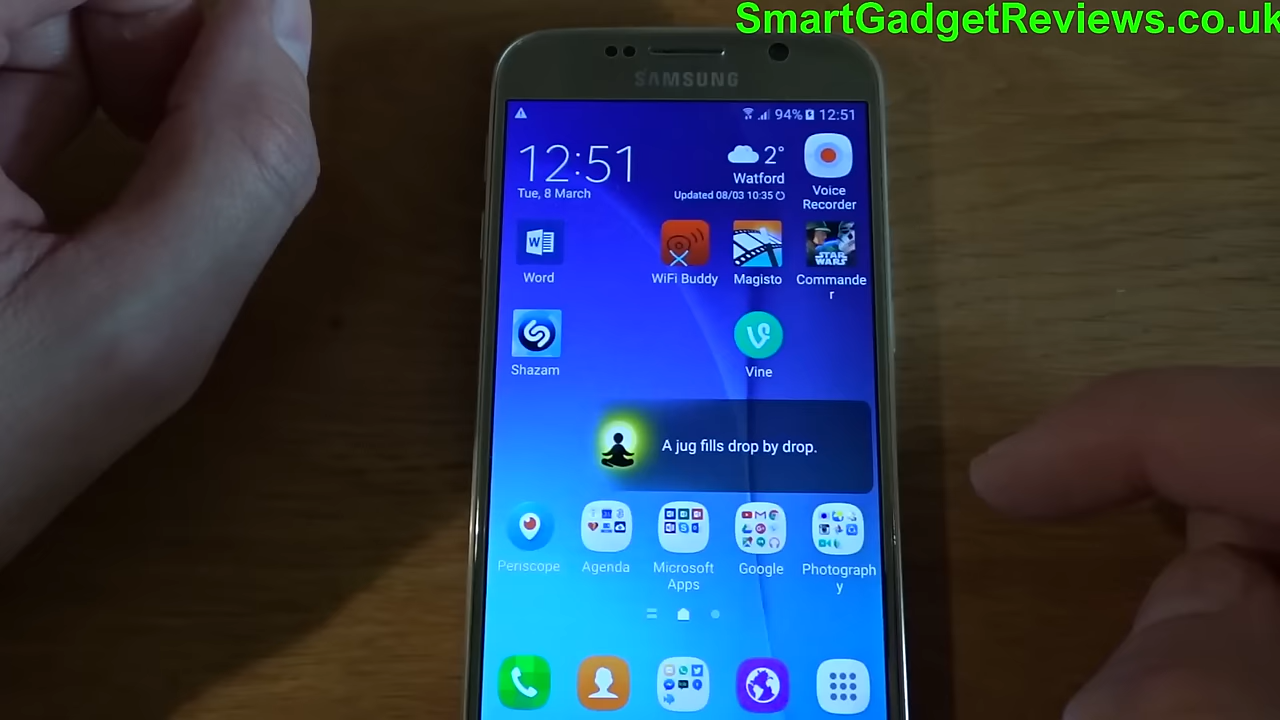 SmartGadgetReviews.co.uk
SAMSUNG
94% 12:51
12:51
Tue, 8 March
2°
Watford
Updated 08/03 10:35
Voice
Recorder
Word
WiFi Buddy
Magisto
STAR
WARS
Commande
r
Shazam
Vine
A jug fills drop by drop.
Periscope
Agenda
Microsoft
Apps
Google
Photograph
y